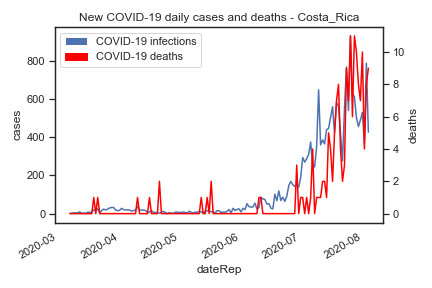 New COVID-19 daily cases and deaths - Costa_Rica
COVID-19 infections
COVID-19 deaths
800
600
400
200
0
cases
10
8
6
4
2
0
deaths
2020-03
2020-04
2020-05
2020-06
2020-07
2020-08
dateRep